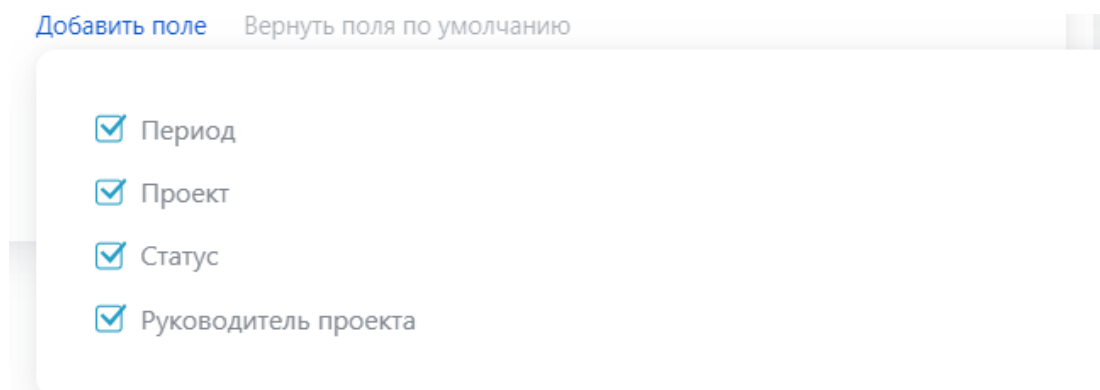 Добавить поле Вернуть поля по умолчанию
Период
Проект
Статус
Руководитель проекта